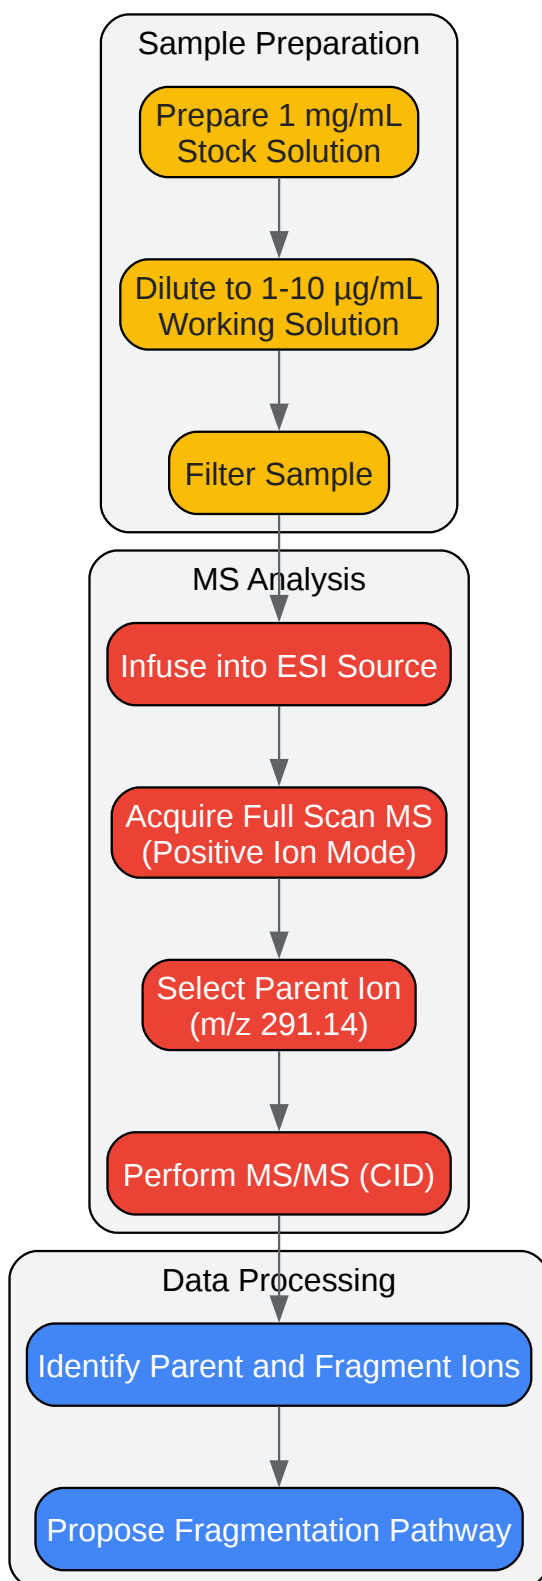 Sample Preparation
Prepare 1 mg/mL
Stock Solution
Dilute to 1-10 µg/mL
Working Solution
Filter Sample
MS Analysis
Infuse into ESI Source
Acquire Full Scan MS
(Positive Ion Mode)
Select Parent Ion
(m/z 291.14)
Perform MS/MS (CID)
Data Processing
Identify Parent and Fragment Ions
Propose Fragmentation Pathway